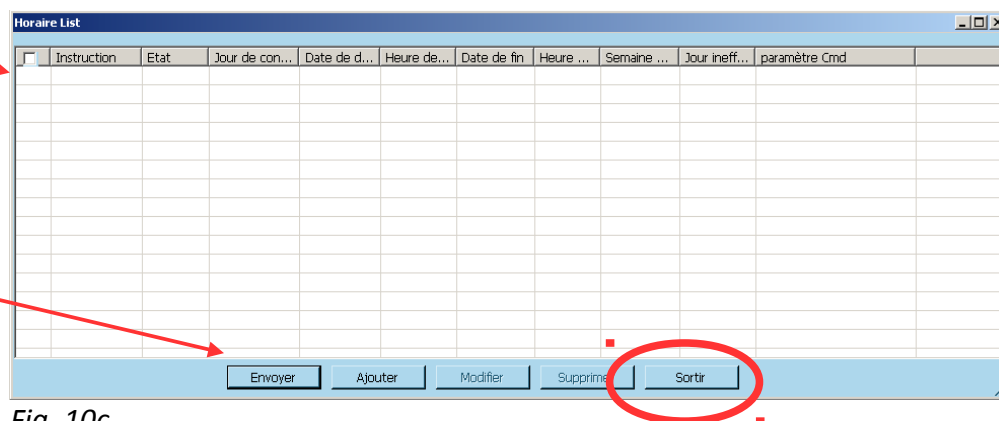 Horaire List
Instruction Etat Jour de con... Date de d... Heure de... Date de fin Heure ... Semaine ... Jour ineff... paramètre Cmd
Envoyer Ajouter Modifier Supprime Sortir
Fig. 10c